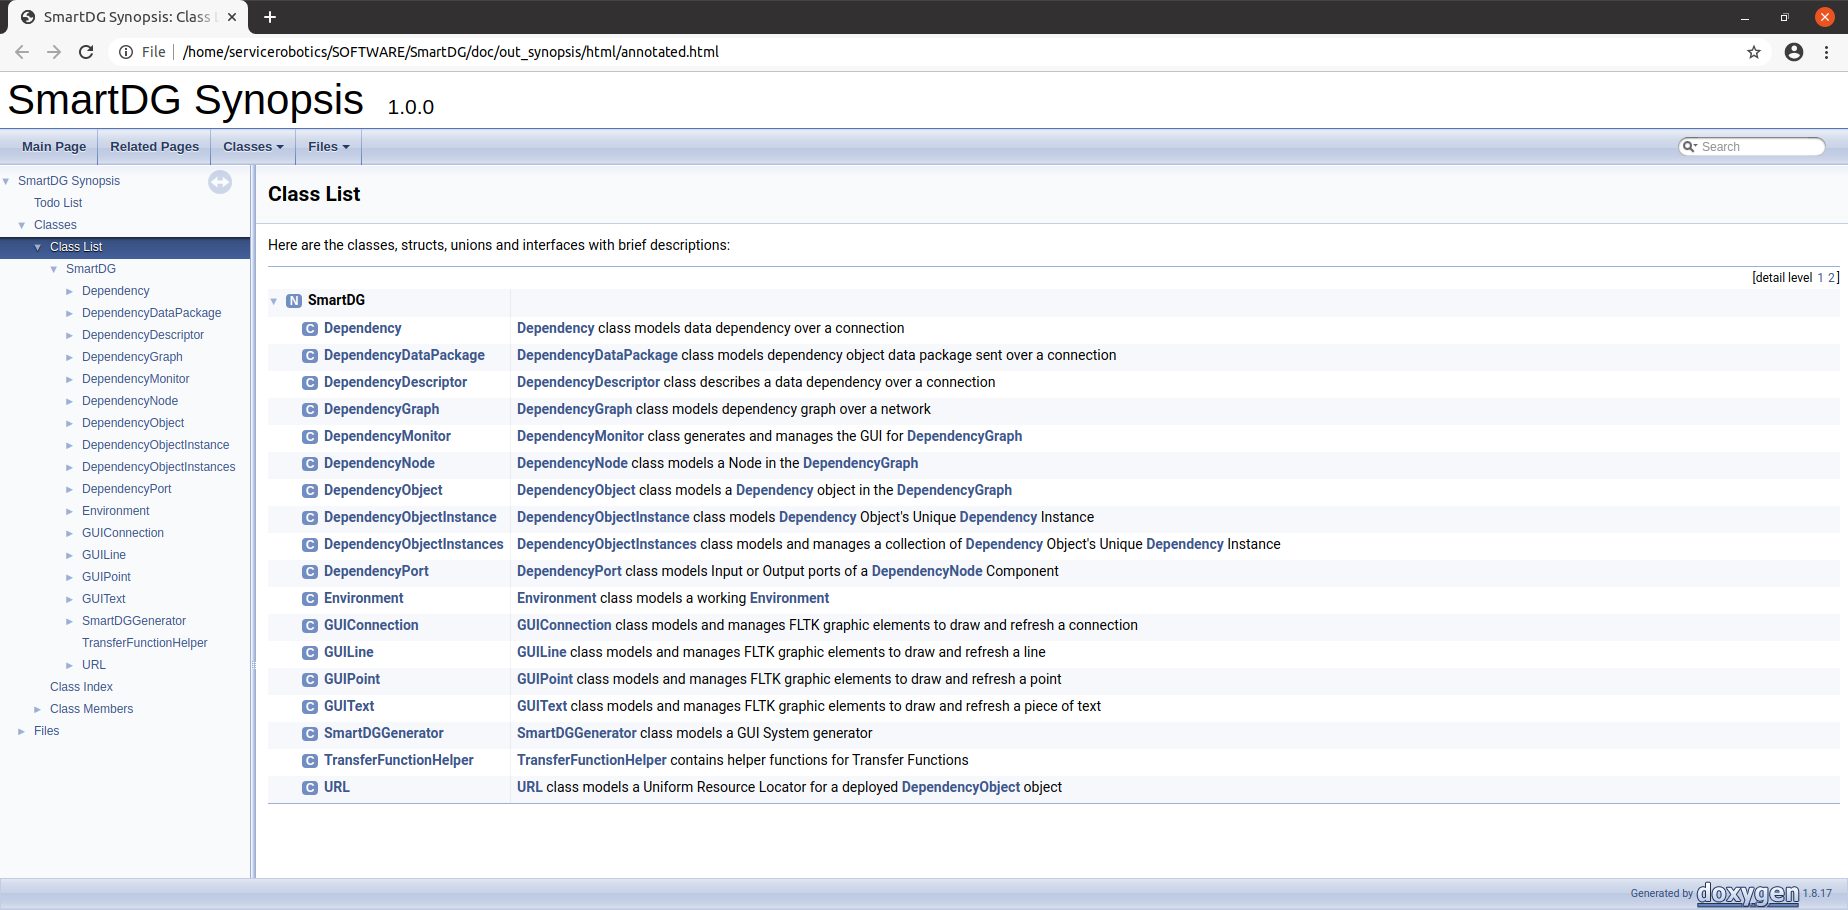 SmartDG Synopsis: Class L
File /home/servicerobotics/SOFTWARE/SmartDG/doc/out_synopsis/html/annotated.html
SmartDG Synopsis 1.0.0
Main Page Related Pages Classes Files Search
SmartDG Synopsis
Todo List
Classes
Class List
SmartDG
Dependency
DependencyDataPackage
DependencyDescriptor
DependencyGraph
DependencyMonitor
DependencyNode
DependencyObject
DependencyObjectInstance
DependencyObjectInstances
DependencyPort
Environment
GUIConnection
GUILine
GUIPoint
GUIText
SmartDGGenerator
TransferFunctionHelper
URL
Class Index
Class Members
Files
Class List
Here are the classes, structs, unions and interfaces with brief descriptions:
[detail level 1 2]
N SmartDG
C Dependency Dependency class models data dependency over a connection
C DependencyDataPackage DependencyDataPackage class models dependency object data package sent over a connection
C DependencyDescriptor DependencyDescriptor class describes a data dependency over a connection
C DependencyGraph DependencyGraph class models dependency graph over a network
C DependencyMonitor DependencyMonitor class generates and manages the GUI for DependencyGraph
C DependencyNode DependencyNode class models a Node in the DependencyGraph
C DependencyObject DependencyObject class models a Dependency object in the DependencyGraph
C DependencyObjectInstance DependencyObjectInstance class models Dependency Object's Unique Dependency Instance
C DependencyObjectInstances DependencyObjectInstances class models and manages a collection of Dependency Object's Unique Dependency Instance
C DependencyPort DependencyPort class models Input or Output ports of a DependencyNode Component
C Environment Environment class models a working Environment
C GUIConnection GUIConnection class models and manages FLTK graphic elements to draw and refresh a connection
C GUILine GUILine class models and manages FLTK graphic elements to draw and refresh a line
C GUIPoint GUIPoint class models and manages FLTK graphic elements to draw and refresh a point
C GUIText GUIText class models and manages FLTK graphic elements to draw and refresh a piece of text
C SmartDGGenerator SmartDGGenerator class models a GUI System generator
C TransferFunctionHelper TransferFunctionHelper contains helper functions for Transfer Functions
C URL URL class models a Uniform Resource Locator for a deployed DependencyObject object
Generated by doxygen 1.8.17